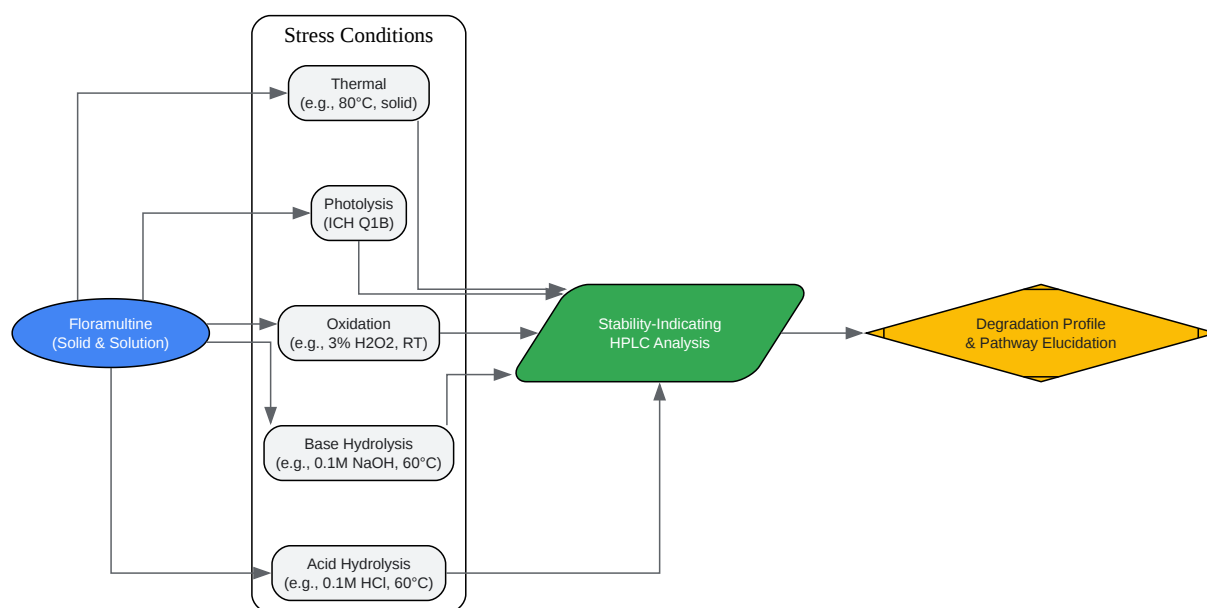 Stress Conditions
Thermal
(e.g., 80°C, solid)
Photolysis
(ICH Q1B)
Floramultine
(Solid & Solution)
Oxidation
(e.g., 3% H2O2, RT)
Stability-Indicating
HPLC Analysis
Degradation Profile
& Pathway Elucidation
Base Hydrolysis
(e.g., 0.1M NaOH, 60°C)
Acid Hydrolysis
(e.g., 0.1M HCl, 60°C)